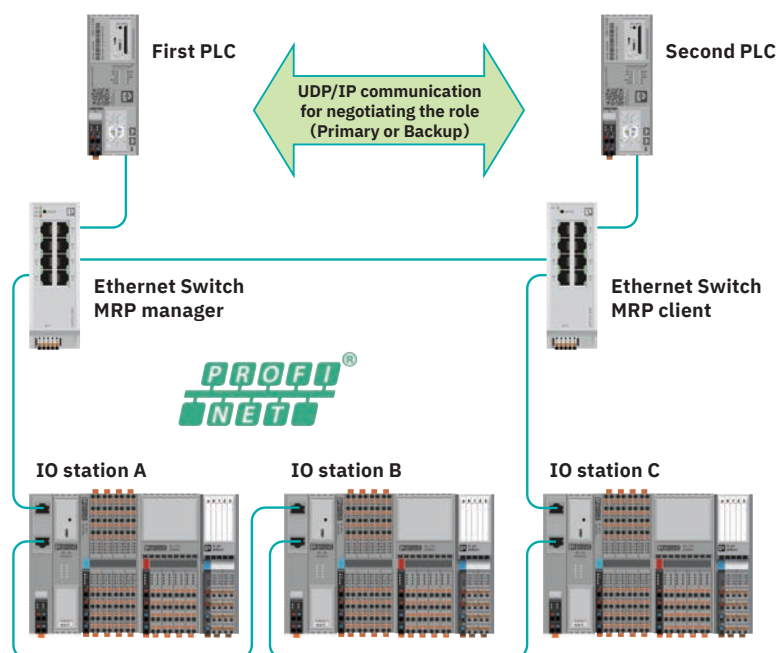 First PLC
Second PLC
UDP/IP communication
for negotiating the role
(Primary or Backup)
Ethernet Switch
MRP manager
Ethernet Switch
MRP client
PROFI®
NET
IO station A
IO station B
IO station C